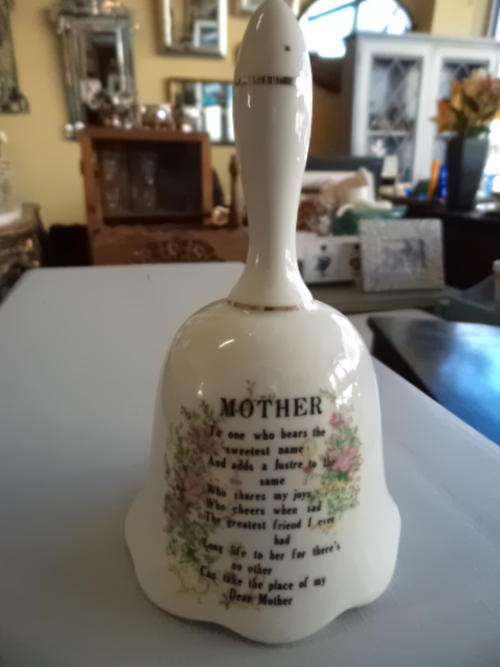 MOTHER
To one who bears the
sweetest name
And adds a lustre to the
same
Who shares my joys
Who cheers when sad
The greatest friend I ever
had
Long life to her for there's
no other
Can take the place of my
Dear Mother